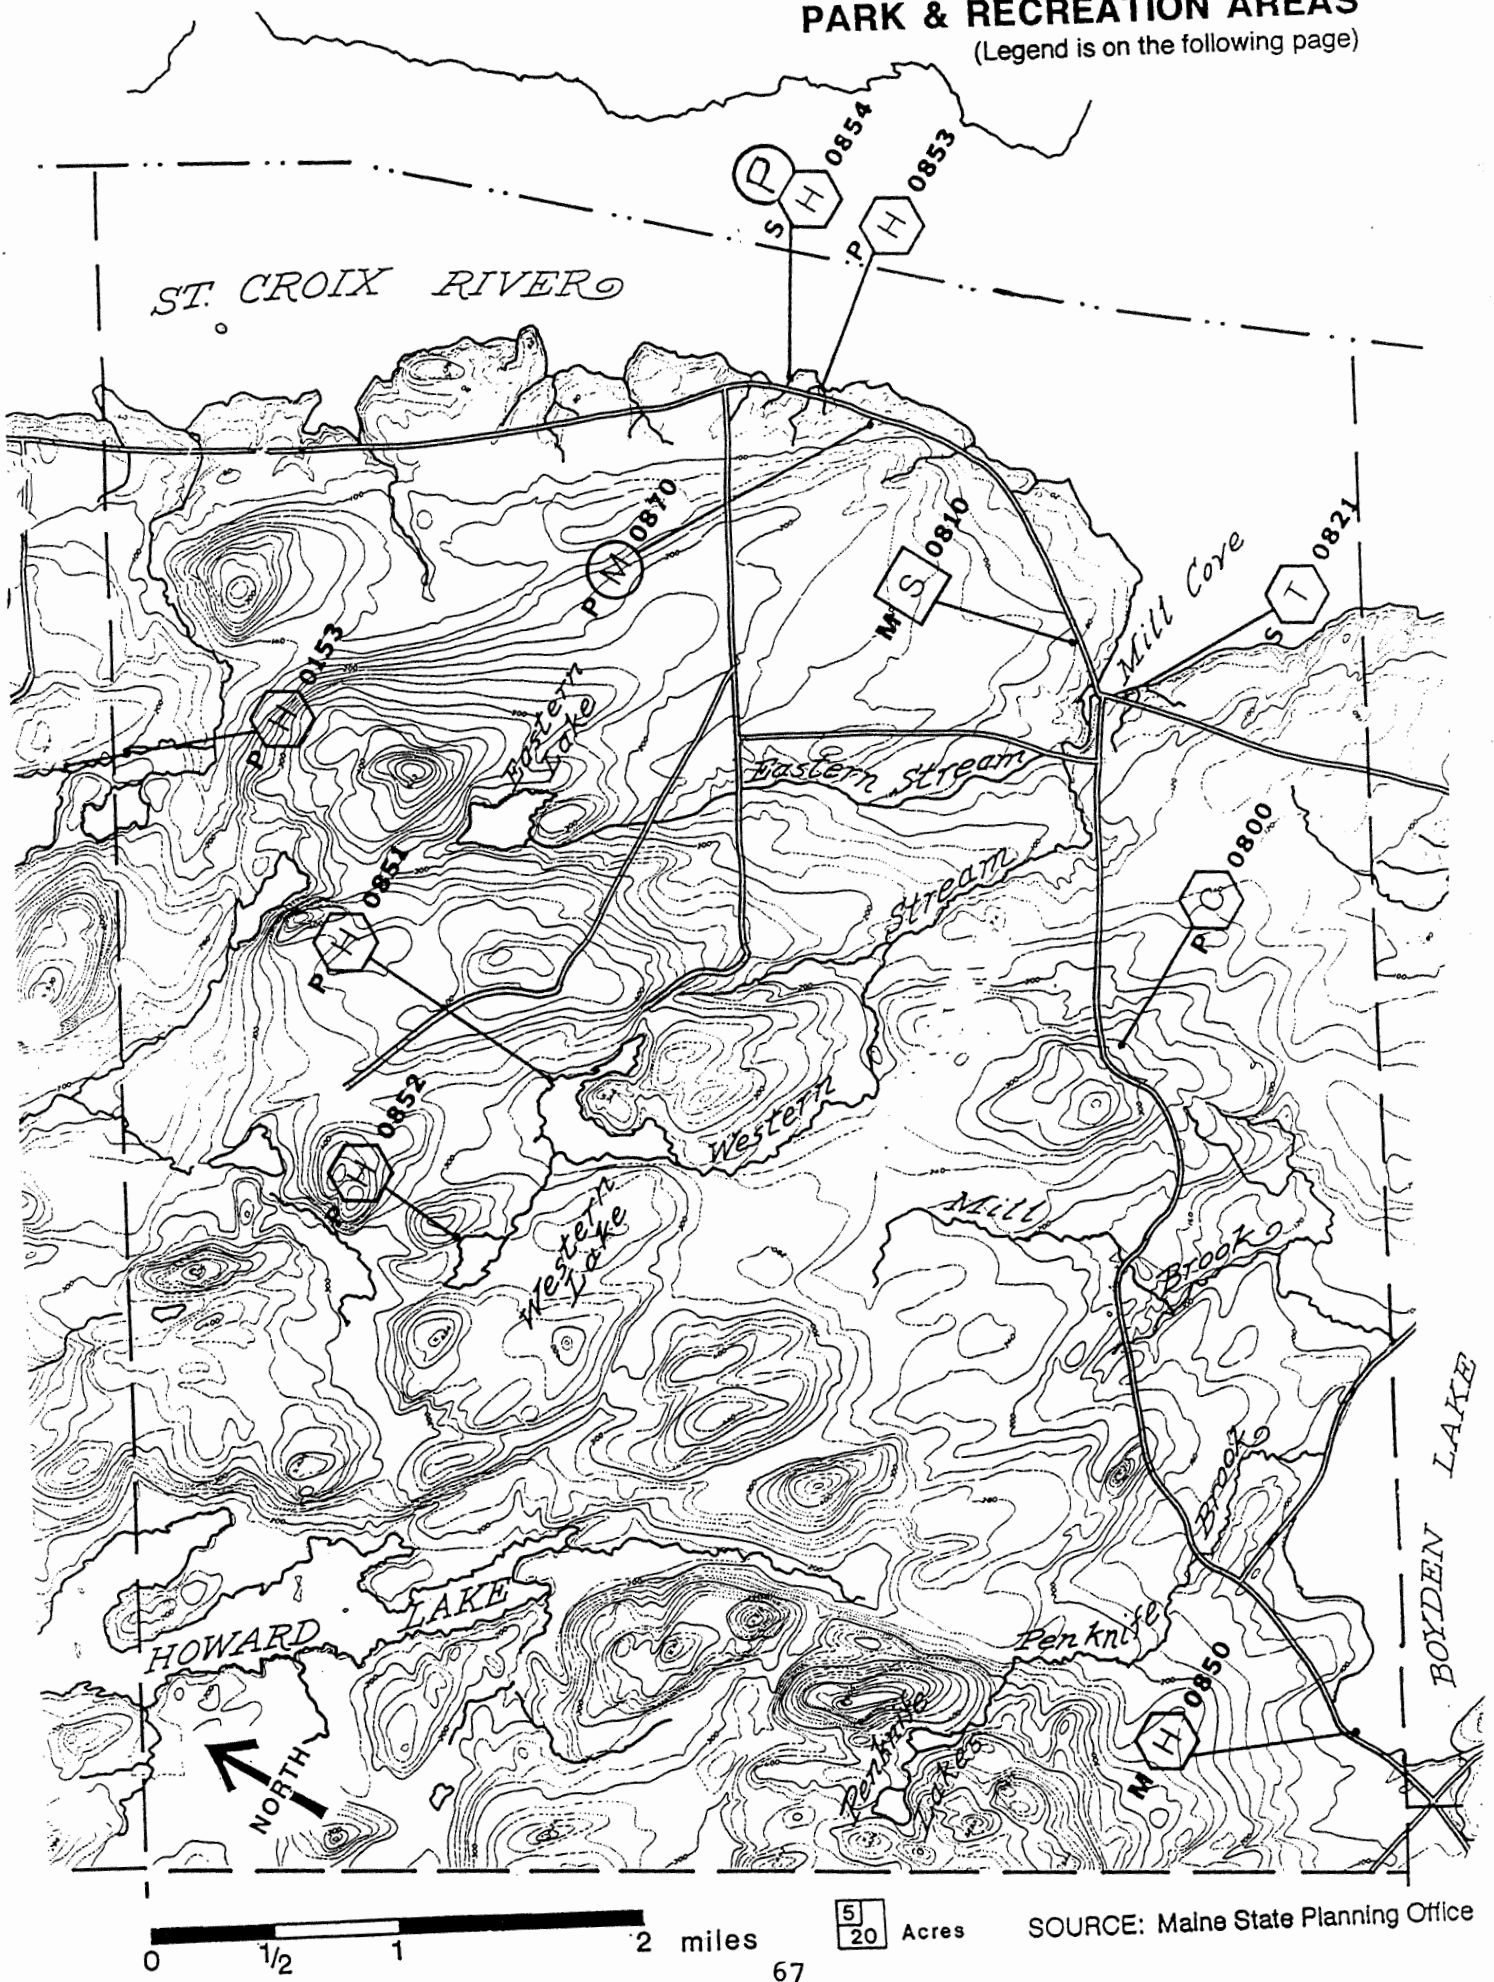 PARK & RECREATION AREAS
(Legend is on the following page)
P
S H 0854
P H 0853
ST. CROIX RIVER
P M 0870
M S 0810
Mill Cove
S T 0821
P H 0153
Eastern
Lake
Eastern Stream
P H 0851
Stream
P C 0800
P H 0852
Western
Western
Lake
Mill
Brook
BOYDEN LAKE
Brook
HOWARD LAKE
Penknife
M H 0850
Penknife
Lakes
NORTH
0 1/2 1 2 miles
5
20 Acres
SOURCE: Maine State Planning Office
67